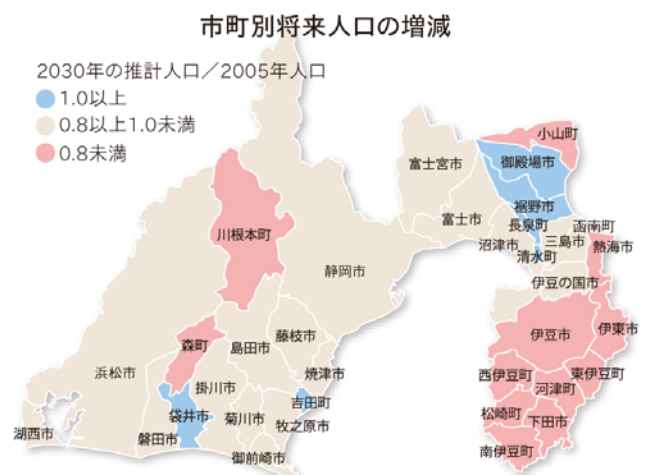 市町別将来人口の増減
2030年の推計人口／2005年人口
1.0以上
0.8以上1.0未満
0.8未満
小山町
御殿場市
富士宮市
裾野市
富士市
長泉町
函南町
沼津市
三島市
熱海市
清水町
川根本町
静岡市
伊豆の国市
伊豆市
伊東市
藤枝市
森町
島田市
浜松市
焼津市
西伊豆町
東伊豆町
掛川市
河津町
吉田町
袋井市
菊川市
松崎町
下田市
牧之原市
湖西市
磐田市
御前崎市
南伊豆町